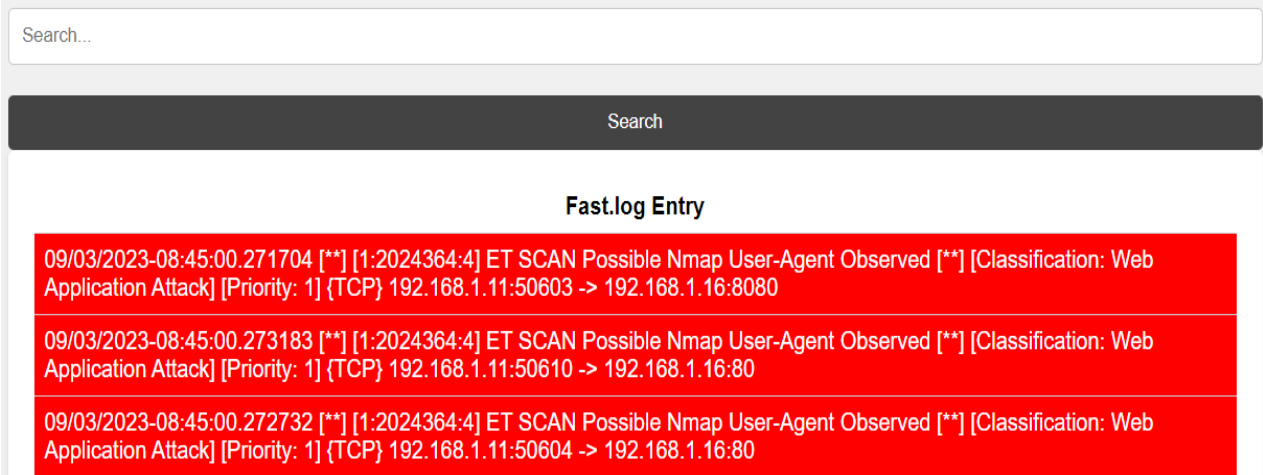 Search...
Search
Fast.log Entry
09/03/2023-08:45:00.271704 [**] [1:2024364:4] ET SCAN Possible Nmap User-Agent Observed [**] [Classification: Web
Application Attack] [Priority: 1] {TCP} 192.168.1.11:50603 -> 192.168.1.16:8080
09/03/2023-08:45:00.273183 [**] [1:2024364:4] ET SCAN Possible Nmap User-Agent Observed [**] [Classification: Web
Application Attack] [Priority: 1] {TCP} 192.168.1.11:50610 -> 192.168.1.16:80
09/03/2023-08:45:00.272732 [**] [1:2024364:4] ET SCAN Possible Nmap User-Agent Observed [**] [Classification: Web
Application Attack] [Priority: 1] {TCP} 192.168.1.11:50604 -> 192.168.1.16:80